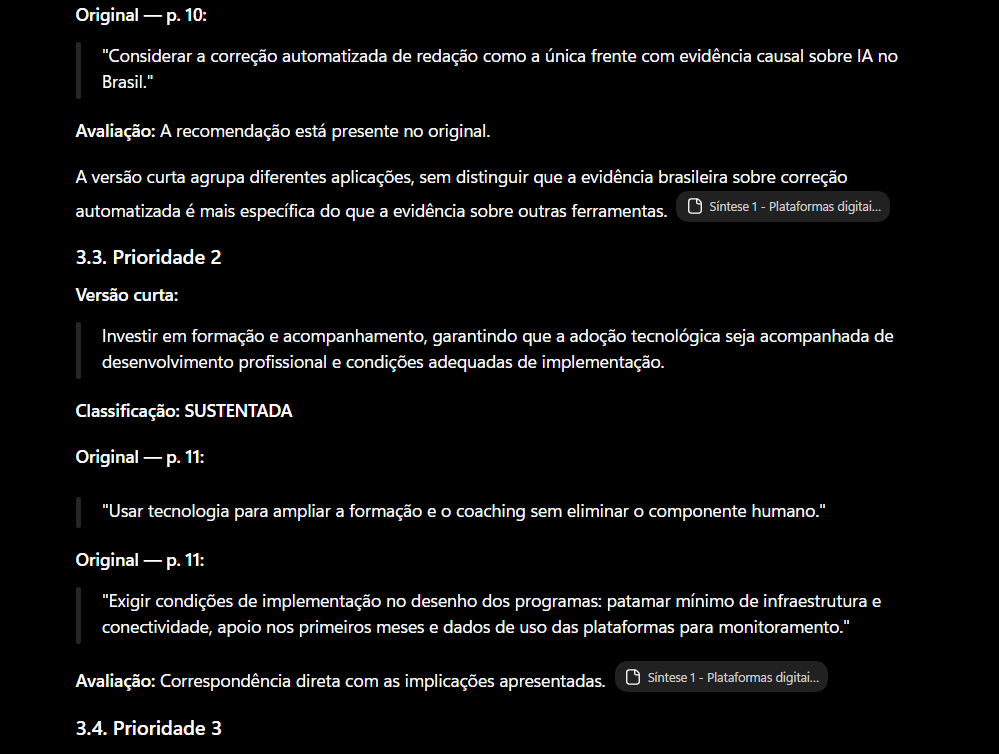 Original — p. 10:
"Considerar a correção automatizada de redação como a única frente com evidência causal sobre IA no
Brasil."
Avaliação: A recomendação está presente no original.
A versão curta agrupa diferentes aplicações, sem distinguir que a evidência brasileira sobre correção
automatizada é mais específica do que a evidência sobre outras ferramentas. Síntese 1 - Plataformas digitai...
3.3. Prioridade 2
Versão curta:
Investir em formação e acompanhamento, garantindo que a adoção tecnológica seja acompanhada de
desenvolvimento profissional e condições adequadas de implementação.
Classificação: SUSTENTADA
Original — p. 11:
"Usar tecnologia para ampliar a formação e o coaching sem eliminar o componente humano."
Original — p. 11:
"Exigir condições de implementação no desenho dos programas: patamar mínimo de infraestrutura e
conectividade, apoio nos primeiros meses e dados de uso das plataformas para monitoramento."
Avaliação: Correspondência direta com as implicações apresentadas. Síntese 1 - Plataformas digitai...
3.4. Prioridade 3